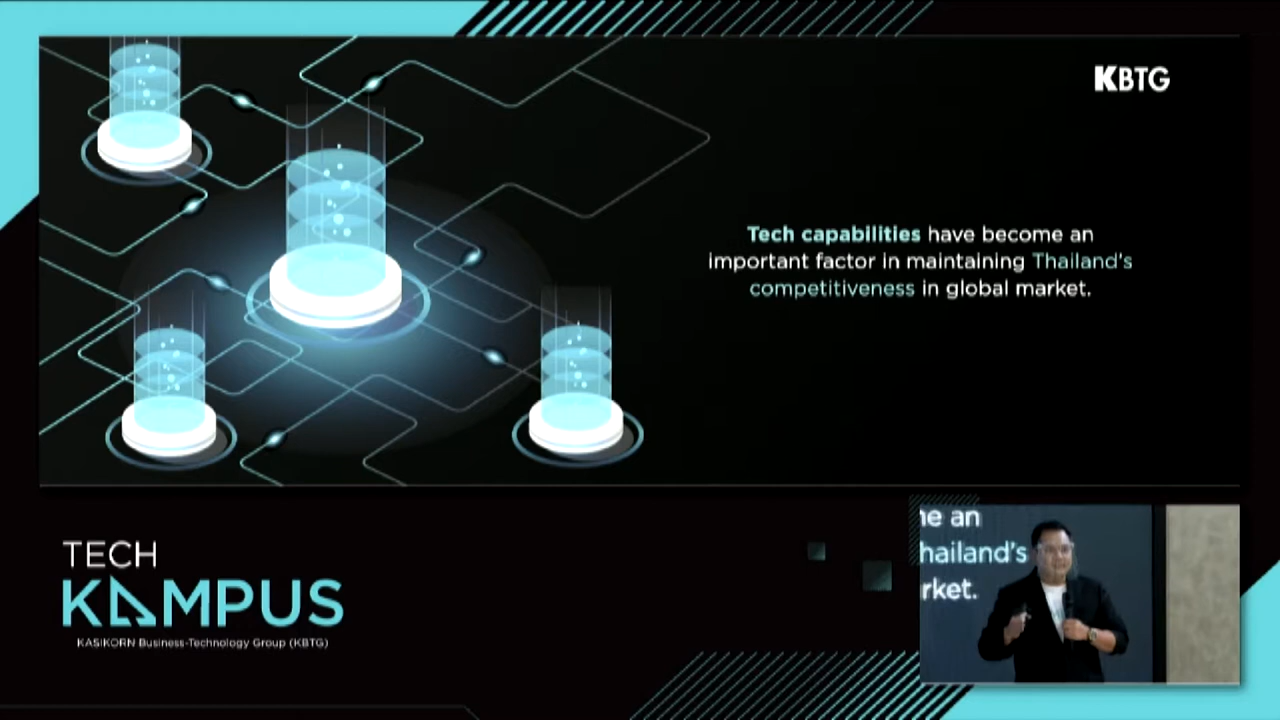 KBTG
Tech capabilities have become an
important factor in maintaining Thailand's
competitiveness in global market.
TECH
KAMPUS
KASIKORN Business-Technology Group (KBTG)
an
hailand's
rket.